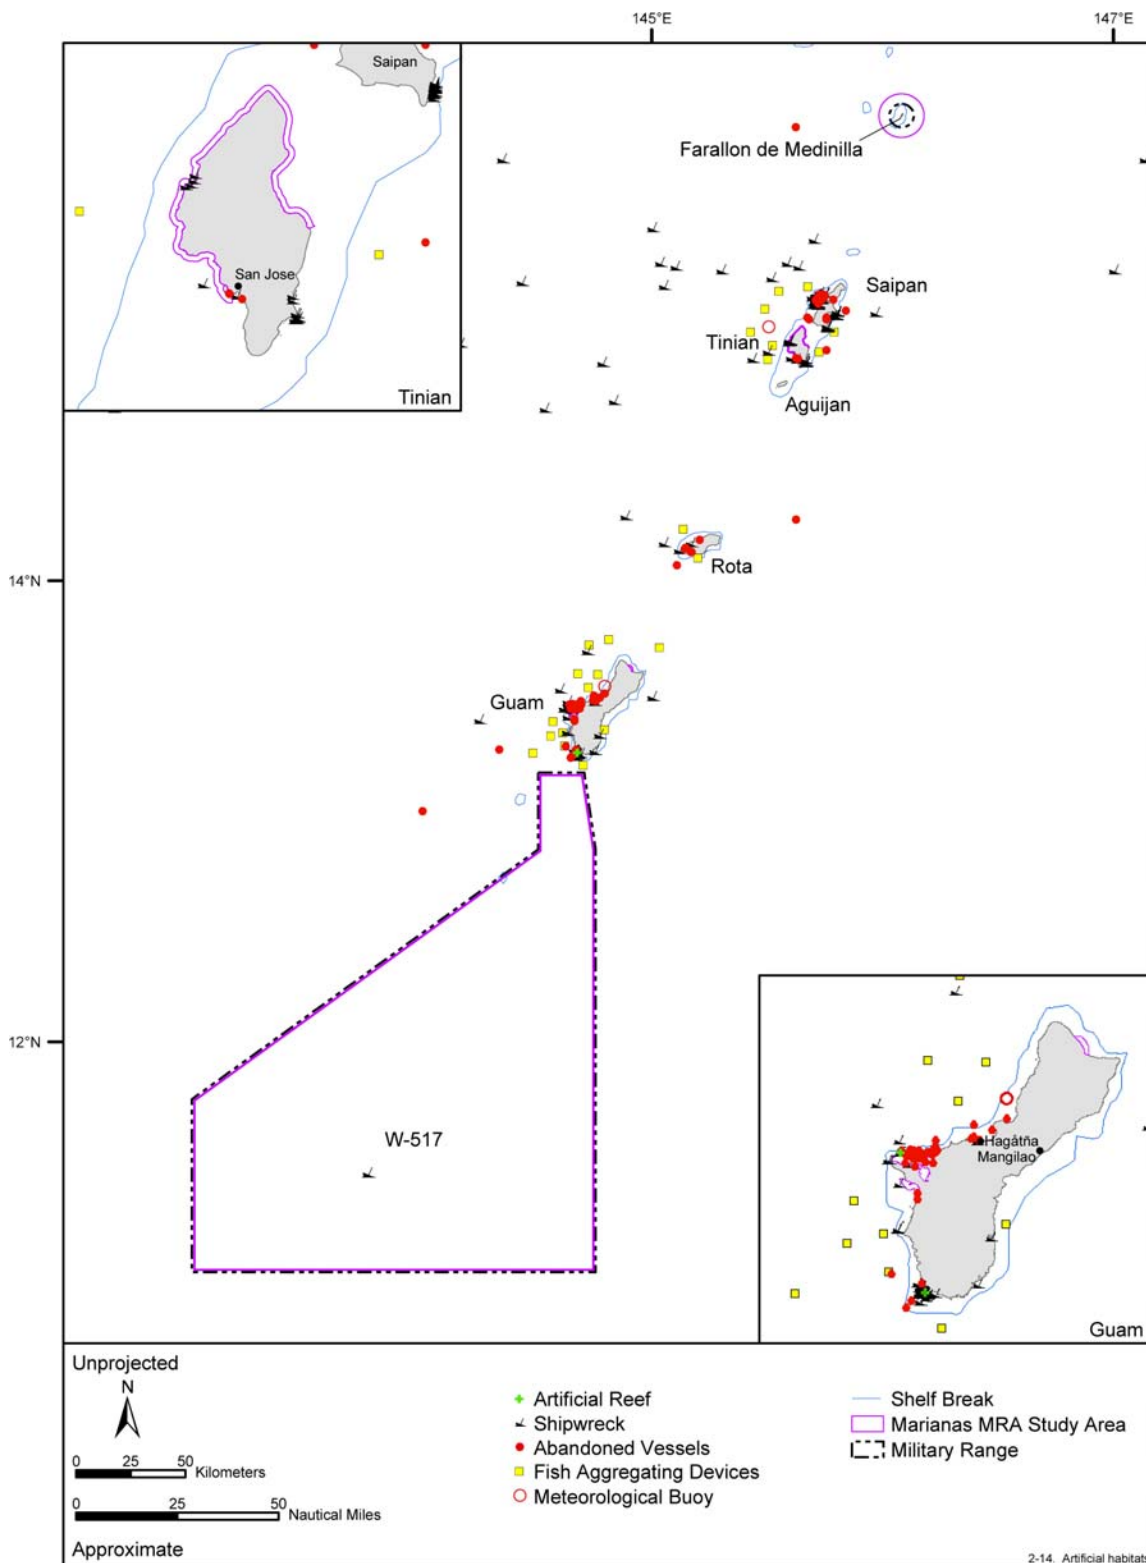 145°E
147°E
Saipan
San Jose
Tinian
Farallon de Medinilla
Saipan
Tinian
Aguijan
Rota
14°N
Guam
12°N
W-517
Hagåtña
Mangilao
Guam
Unprojected
N
0 25 50
Kilometers
0 25 50
Nautical Miles
Approximate
Artificial Reef
Shipwreck
Abandoned Vessels
Fish Aggregating Devices
Meteorological Buoy
Shelf Break
Marianas MRA Study Area
Military Range
2-14. Artificial habitat